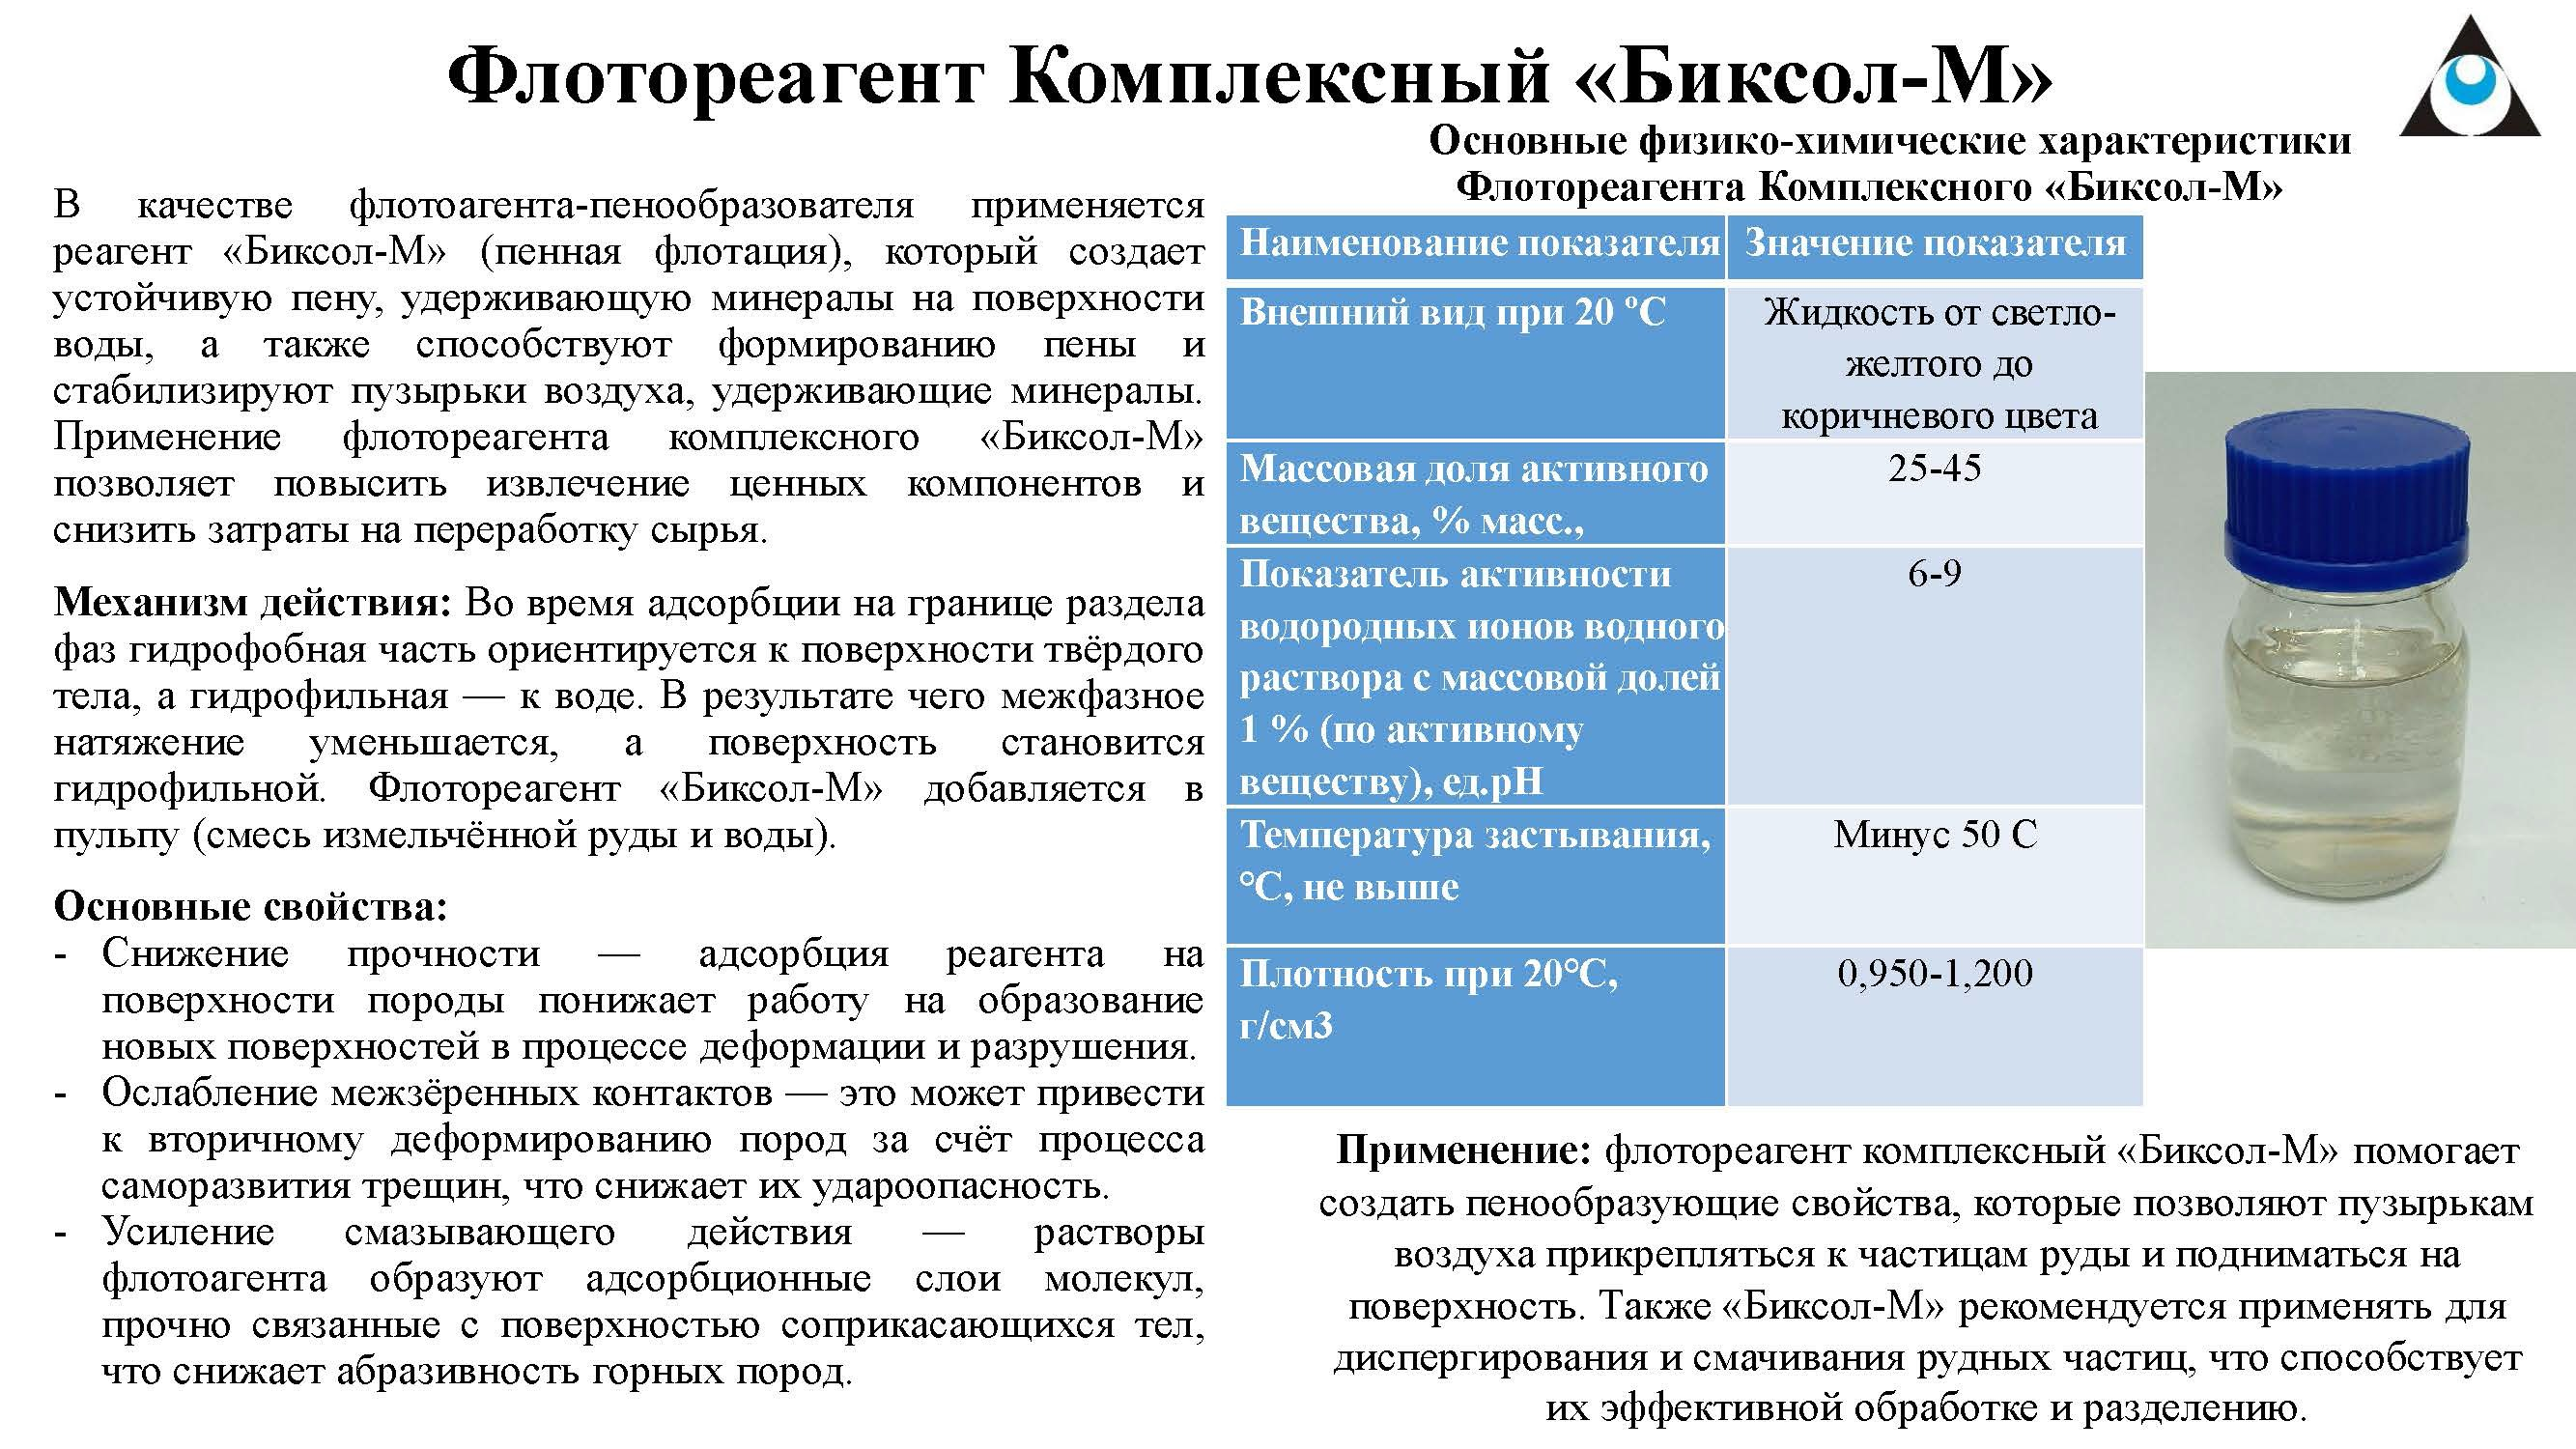 Флотореагент Комплексный «Биксол-М»
В качестве флотоагента-пенообразователя применяется
реагент «Биксол-М» (пенная флотация), который создает
устойчивую пену, удерживающую минералы на поверхности
воды, а также способствуют формированию пены и
стабилизируют пузырьки воздуха, удерживающие минералы.
Применение флотореагента комплексного «Биксол-М»
позволяет повысить извлечение ценных компонентов и
снизить затраты на переработку сырья.
Механизм действия: Во время адсорбции на границе раздела
фаз гидрофобная часть ориентируется к поверхности твёрдого
тела, а гидрофильная — к воде. В результате чего межфазное
натяжение уменьшается, а поверхность становится
гидрофильной. Флотореагент «Биксол-М» добавляется в
пульпу (смесь измельчённой руды и воды).
Основные свойства:
- Снижение прочности — адсорбция реагента на
поверхности породы понижает работу на образование
новых поверхностей в процессе деформации и разрушения.
- Ослабление межзёренных контактов — это может привести
к вторичному деформированию пород за счёт процесса
саморазвития трещин, что снижает их удароопасность.
- Усиление смазывающего действия — растворы
флотоагента образуют адсорбционные слои молекул,
прочно связанные с поверхностью соприкасающихся тел,
что снижает абразивность горных пород.
Основные физико-химические характеристики
Флотореагента Комплексного «Биксол-М»
Наименование показателя Значение показателя
Внешний вид при 20 ºС
Жидкость от светло-
желтого до
коричневого цвета
Массовая доля активного
вещества, % масс.,
25-45
Показатель активности
водородных ионов водного
раствора с массовой долей
1 % (по активному
веществу), ед.рН
6-9
Температура застывания,
°С, не выше
Минус 50 С
Плотность при 20°С,
г/см3
0,950-1,200
Применение: флотореагент комплексный «Биксол-М» помогает
создать пенообразующие свойства, которые позволяют пузырькам
воздуха прикрепляться к частицам руды и подниматься на
поверхность. Также «Биксол-М» рекомендуется применять для
диспергирования и смачивания рудных частиц, что способствует
их эффективной обработке и разделению.